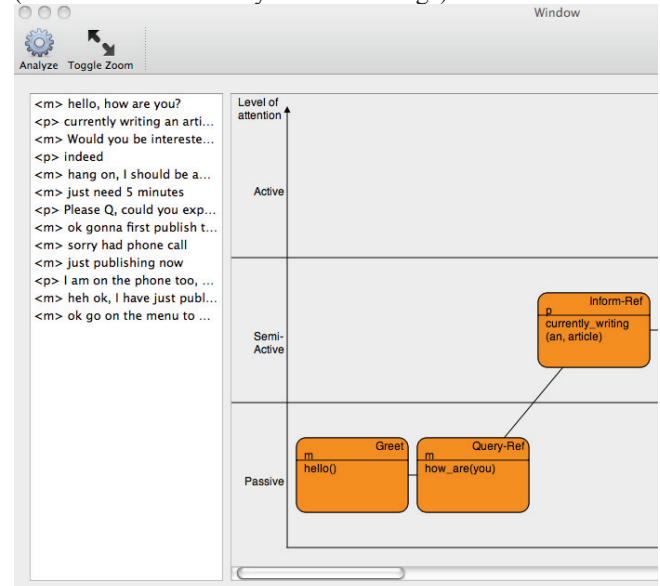 Window
Analyze Toggle Zoom
<m> hello, how are you?
<p> currently writing an arti...
<m> Would you be intereste...
<p> indeed
<m> hang on, I should be a...
<m> just need 5 minutes
<p> Please Q, could you exp...
<m> ok gonna first publish t...
<m> sorry had phone call
<m> just publishing now
<p> I am on the phone too, ...
<m> heh ok, I have just publ...
<m> ok go on the menu to ...
Level of
attention
Active
Semi-
Active
Passive
Inform-Ref
p
currently_writing
(an, article)
Greet
m
hello()
Query-Ref
m
how_are(you)